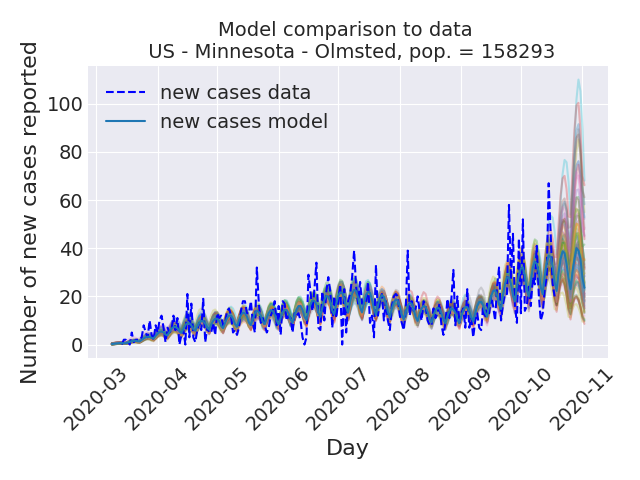 Model comparison to data
US - Minnesota - Olmsted, pop. = 158293
Number of new cases reported
100
80
60
40
20
0
new cases data
new cases model
2020-03
2020-04
2020-05
2020-06
2020-07
2020-08
2020-09
2020-10
2020-11
Day